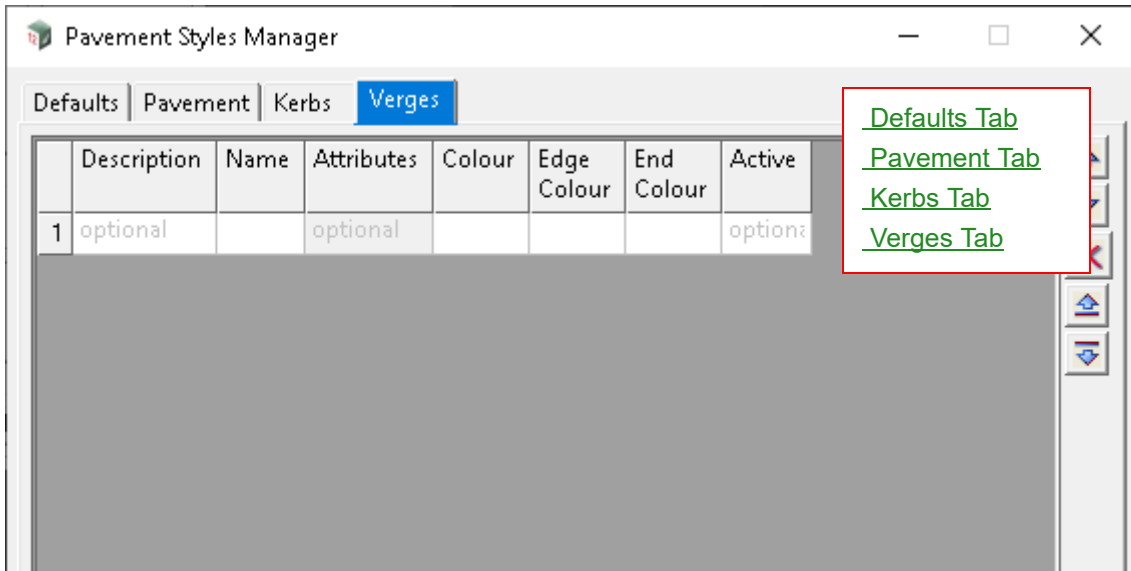 Pavement Styles Manager
Defaults Pavement Kerbs Verges
Description Name Attributes Colour Edge Colour End Colour Active
1 optional optional
Defaults Tab
Pavement Tab
Kerbs Tab
Verges Tab